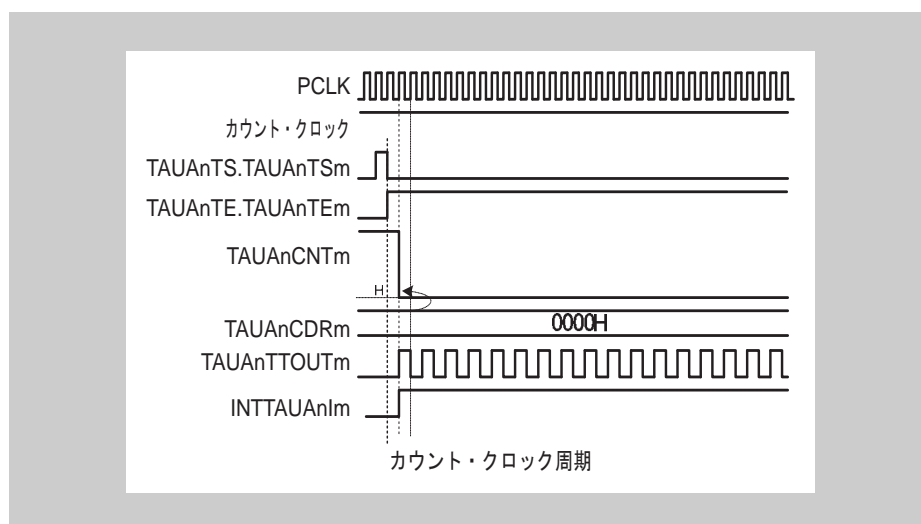 PCLK
カウント・クロック
TAUAnTS.TAUAnTSm
TAUAnTE.TAUAnTEm
TAUAnCNTm
H
TAUAnCDRm
0000H
TAUAnTTOUTm
INTTAUAnIm
カウント・クロック周期